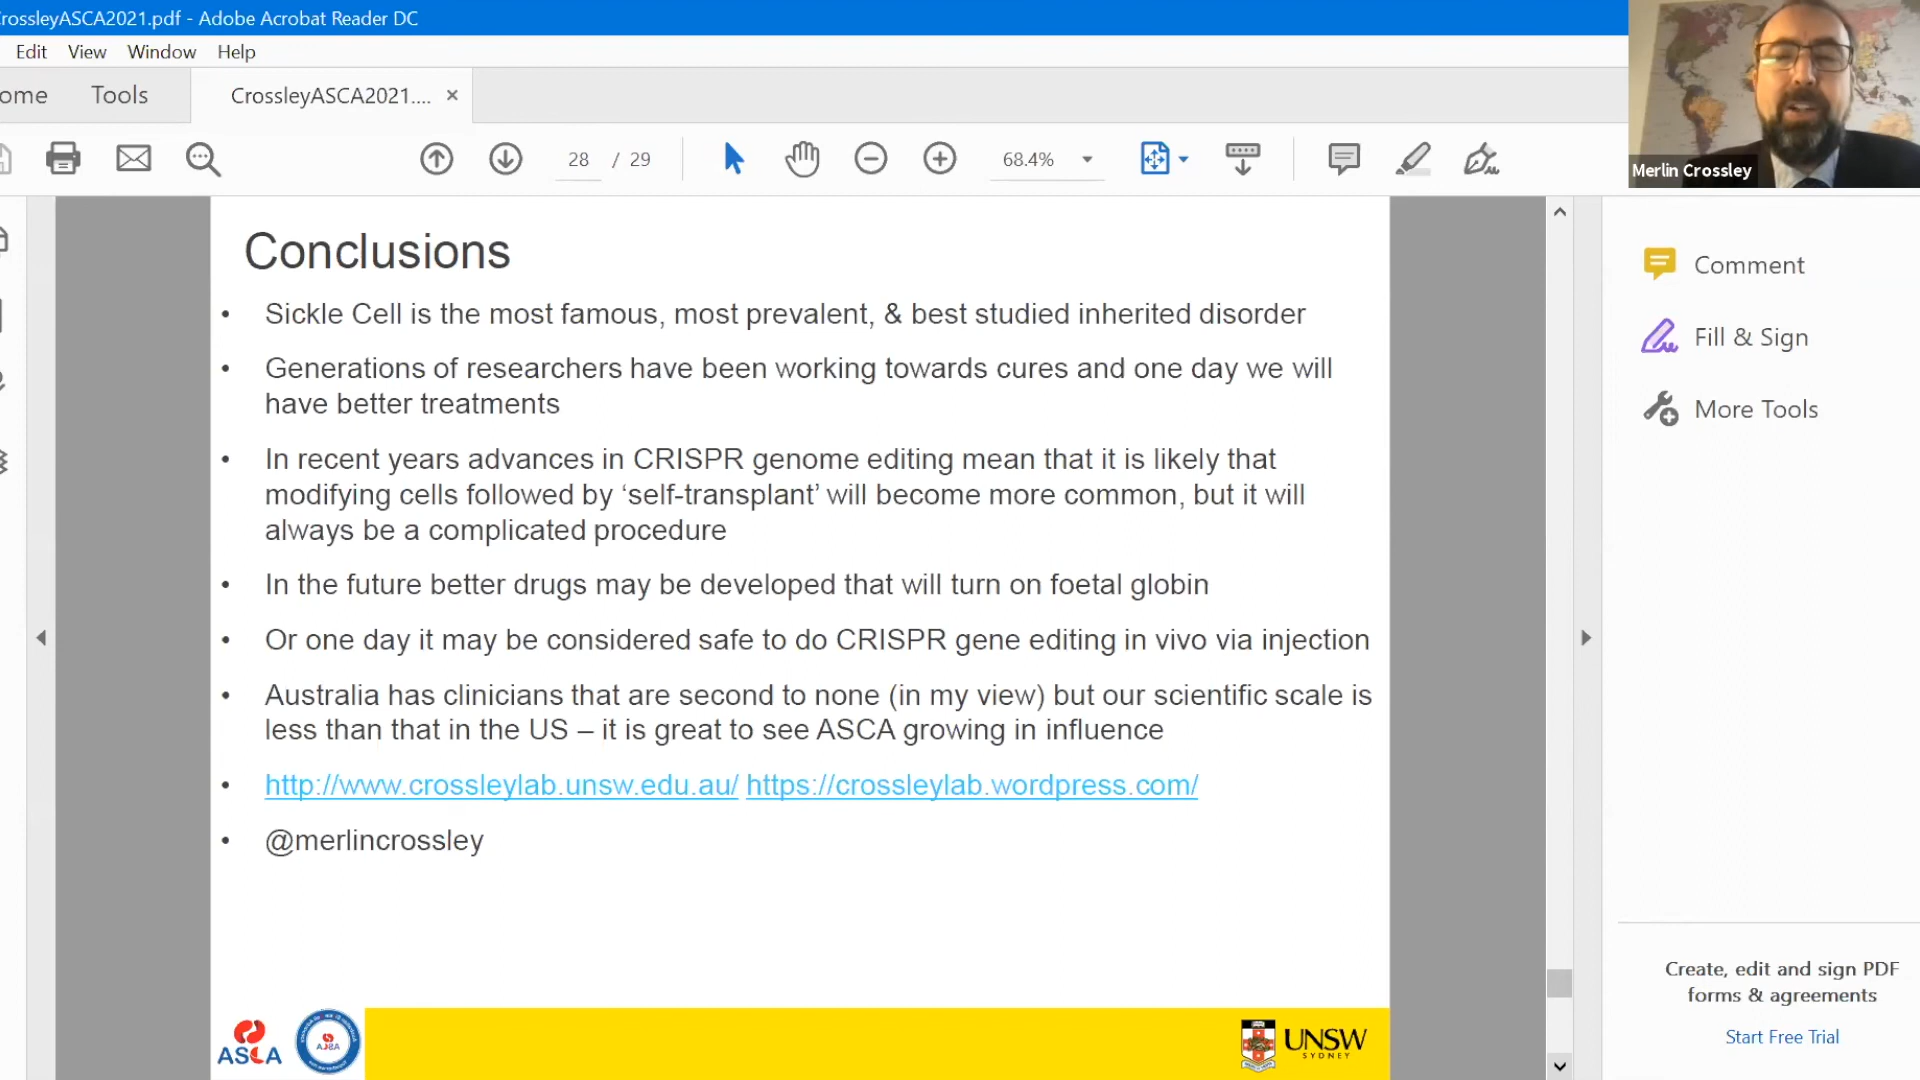 crossleyASCA2021.pdf - Adobe Acrobat Reader DC
Edit View Window Help
ome Tools CrossleyASCA2021....
28 / 29 68.4%
Merlin Crossley
Conclusions
• Sickle Cell is the most famous, most prevalent, & best studied inherited disorder
• Generations of researchers have been working towards cures and one day we will
have better treatments
• In recent years advances in CRISPR genome editing mean that it is likely that
modifying cells followed by ‘self-transplant’ will become more common, but it will
always be a complicated procedure
• In the future better drugs may be developed that will turn on foetal globin
• Or one day it may be considered safe to do CRISPR gene editing in vivo via injection
• Australia has clinicians that are second to none (in my view) but our scientific scale is
less than that in the US – it is great to see ASCA growing in influence
• http://www.crossleylab.unsw.edu.au/ https://crossleylab.wordpress.com/
• @merlincrossley
Comment
Fill & Sign
More Tools
Create, edit and sign PDF
forms & agreements
Start Free Trial
ASCA
UNSW
SYDNEY